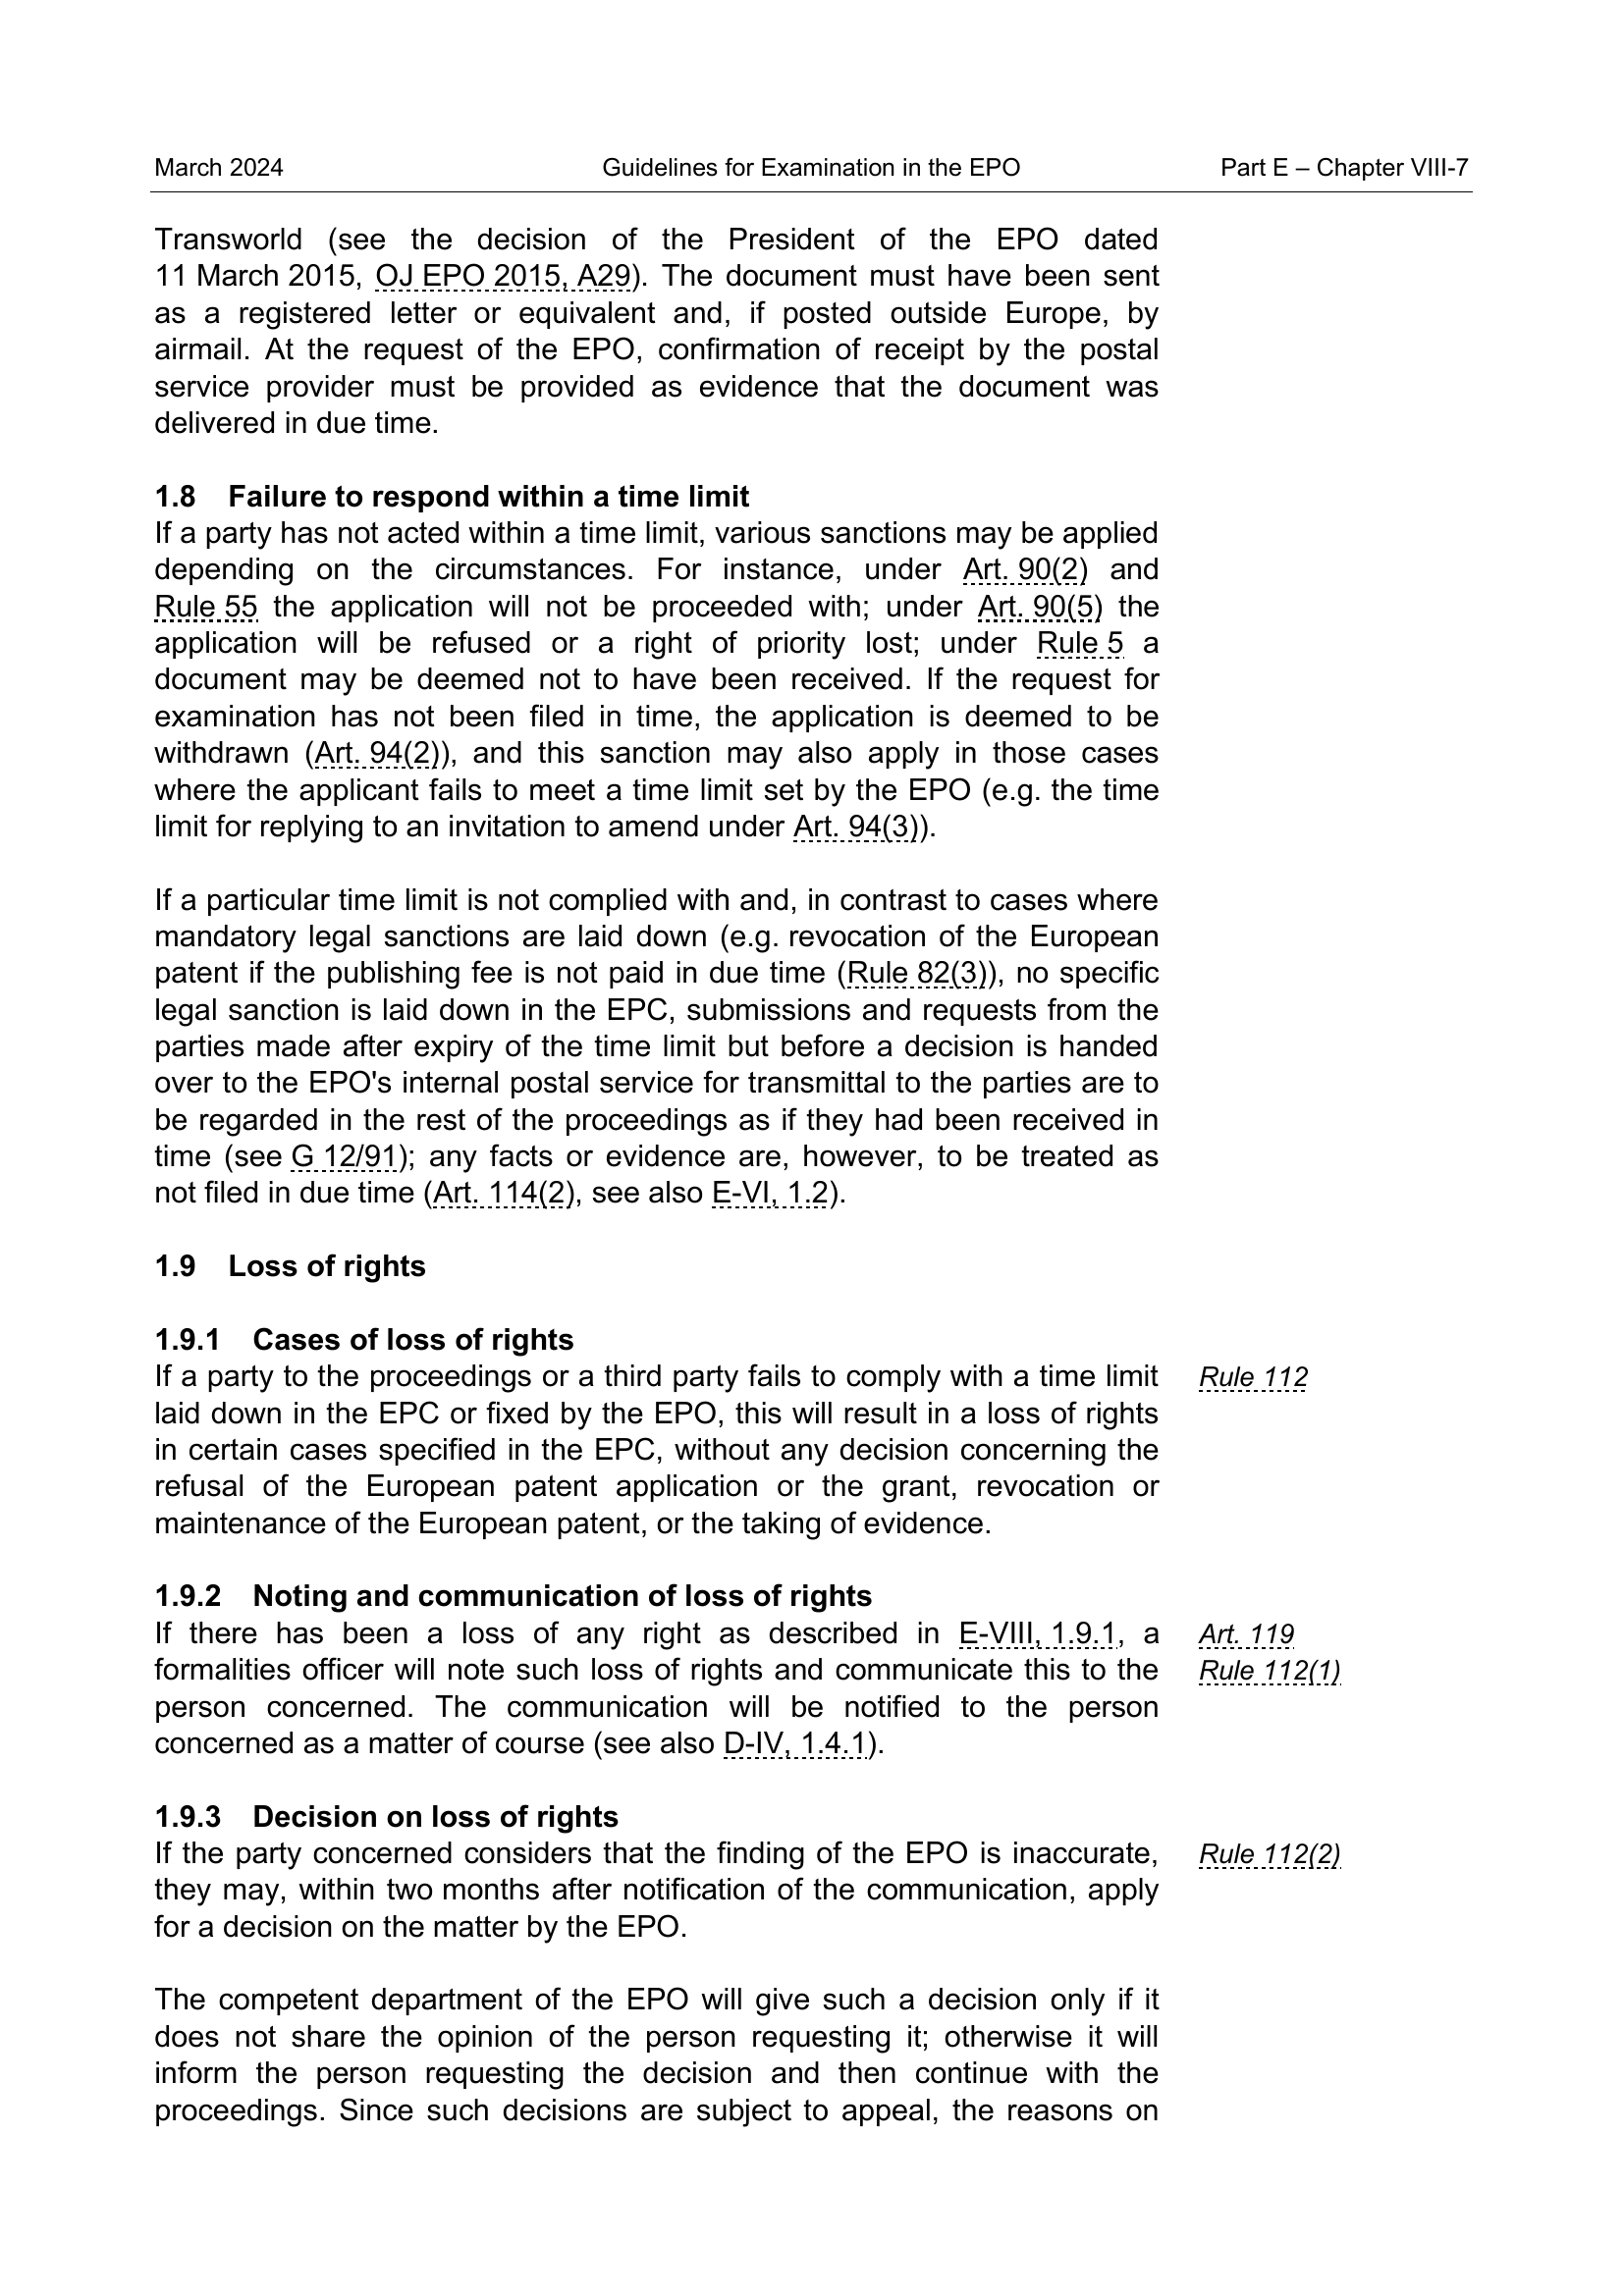 March 2024 Guidelines for Examination in the EPO Part E – Chapter VIII-7
Transworld (see the decision of the President of the EPO dated
11 March 2015, OJ EPO 2015, A29). The document must have been sent
as a registered letter or equivalent and, if posted outside Europe, by
airmail. At the request of the EPO, confirmation of receipt by the postal
service provider must be provided as evidence that the document was
delivered in due time.
1.8 Failure to respond within a time limit
If a party has not acted within a time limit, various sanctions may be applied
depending on the circumstances. For instance, under Art. 90(2) and
Rule 55 the application will not be proceeded with; under Art. 90(5) the
application will be refused or a right of priority lost; under Rule 5 a
document may be deemed not to have been received. If the request for
examination has not been filed in time, the application is deemed to be
withdrawn (Art. 94(2)), and this sanction may also apply in those cases
where the applicant fails to meet a time limit set by the EPO (e.g. the time
limit for replying to an invitation to amend under Art. 94(3)).
If a particular time limit is not complied with and, in contrast to cases where
mandatory legal sanctions are laid down (e.g. revocation of the European
patent if the publishing fee is not paid in due time (Rule 82(3)), no specific
legal sanction is laid down in the EPC, submissions and requests from the
parties made after expiry of the time limit but before a decision is handed
over to the EPO's internal postal service for transmittal to the parties are to
be regarded in the rest of the proceedings as if they had been received in
time (see G 12/91); any facts or evidence are, however, to be treated as
not filed in due time (Art. 114(2), see also E-VI, 1.2).
1.9 Loss of rights
1.9.1 Cases of loss of rights
If a party to the proceedings or a third party fails to comply with a time limit Rule 112
laid down in the EPC or fixed by the EPO, this will result in a loss of rights
in certain cases specified in the EPC, without any decision concerning the
refusal of the European patent application or the grant, revocation or
maintenance of the European patent, or the taking of evidence.
1.9.2 Noting and communication of loss of rights
If there has been a loss of any right as described in E-VIII, 1.9.1, a Art. 119
formalities officer will note such loss of rights and communicate this to the Rule 112(1)
person concerned. The communication will be notified to the person
concerned as a matter of course (see also D-IV, 1.4.1).
1.9.3 Decision on loss of rights
If the party concerned considers that the finding of the EPO is inaccurate, Rule 112(2)
they may, within two months after notification of the communication, apply
for a decision on the matter by the EPO.
The competent department of the EPO will give such a decision only if it
does not share the opinion of the person requesting it; otherwise it will
inform the person requesting the decision and then continue with the
proceedings. Since such decisions are subject to appeal, the reasons on